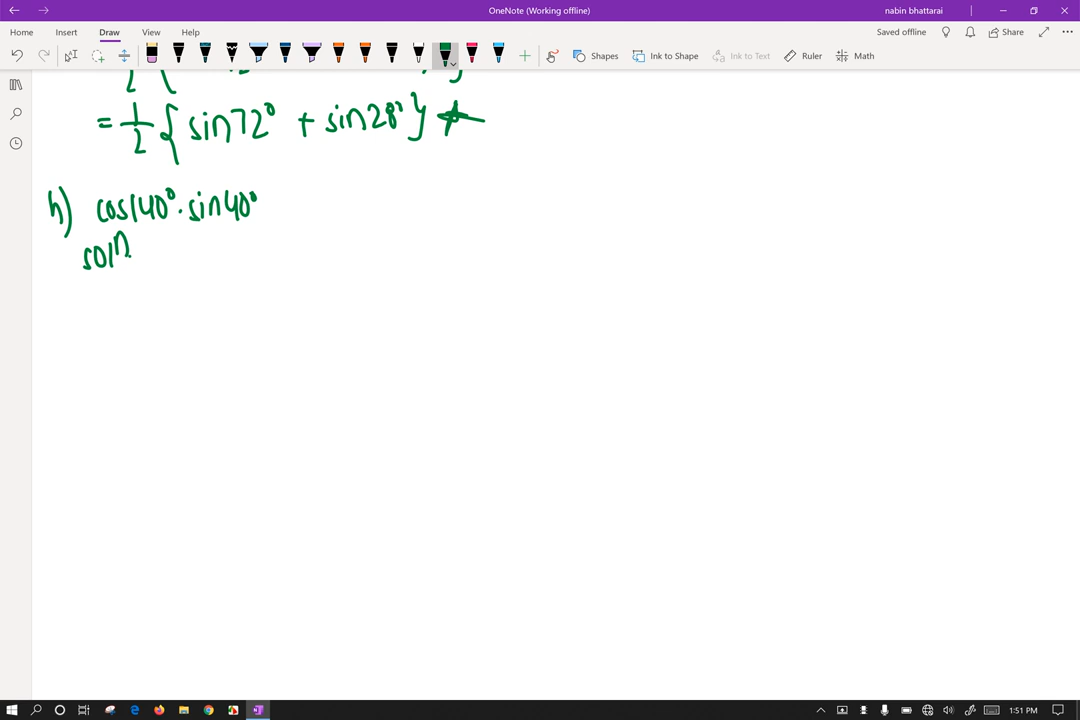 OneNote (Working offline)
nabin bhattarai
Home Insert Draw View Help
Saved offline
Share
Shapes
Ink to Shape
Ink to Text
Ruler
Math
= 1/2 { sin72° + sin28° }
h) cos140° . sin40°
solⁿ.
1:51 PM